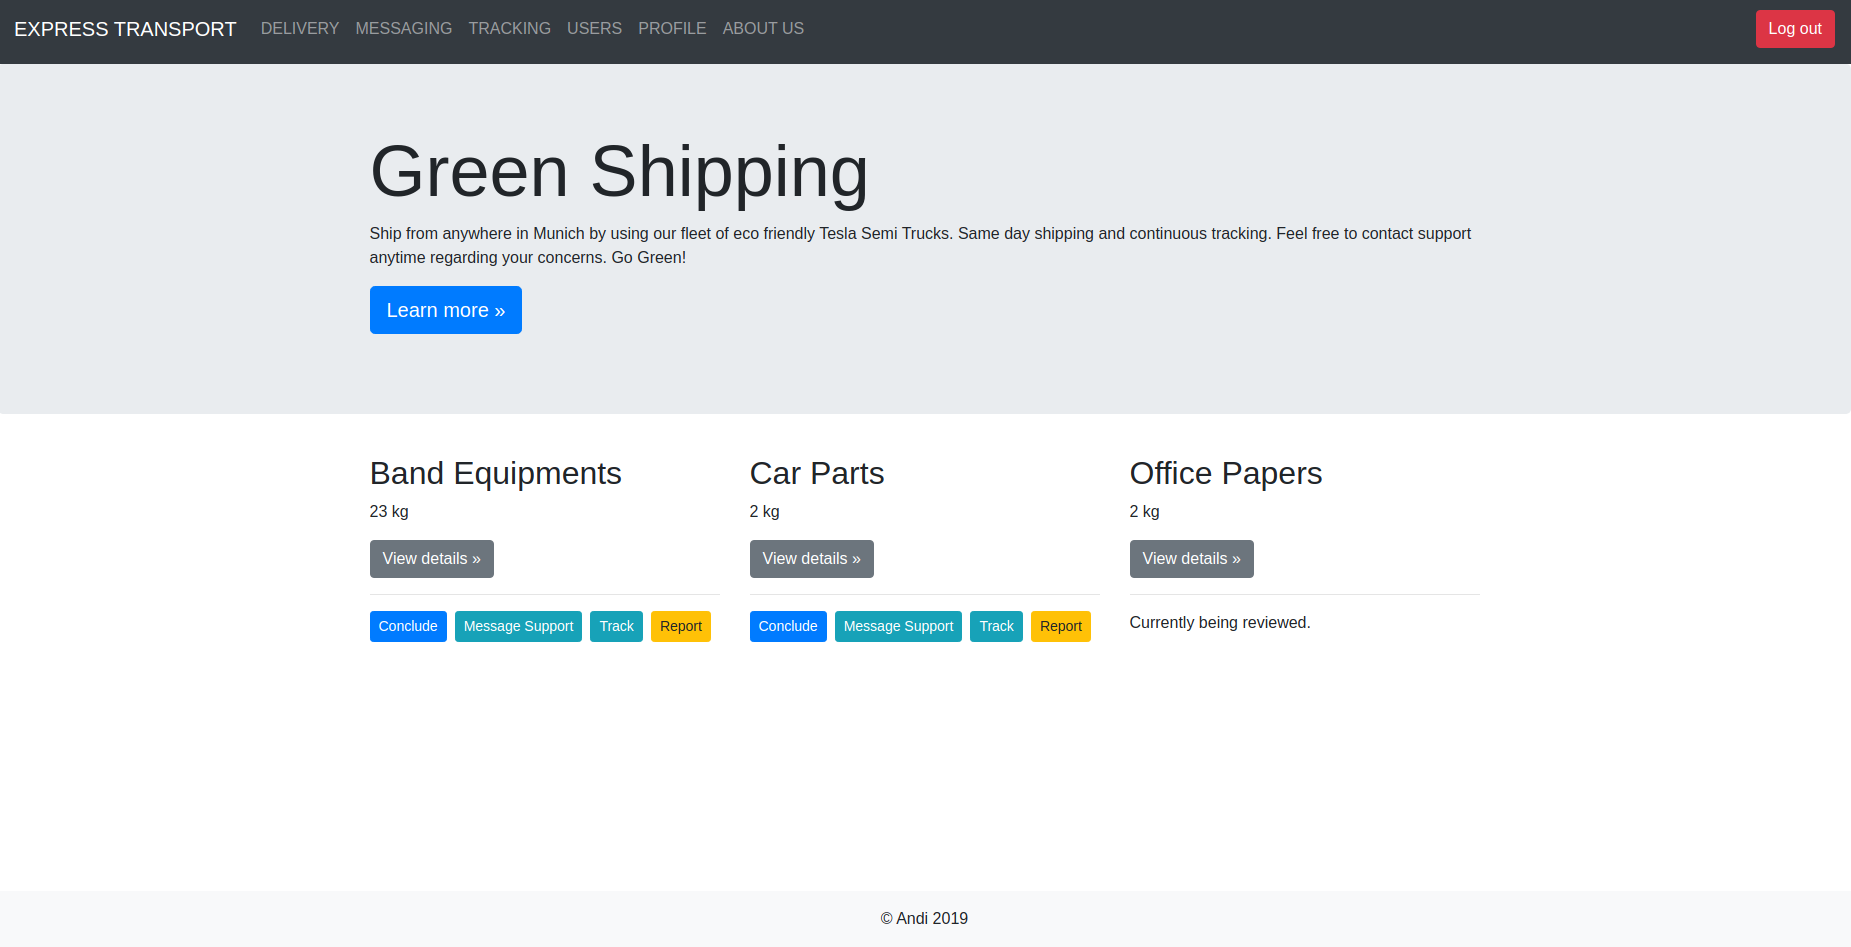 EXPRESS TRANSPORT DELIVERY MESSAGING TRACKING USERS PROFILE ABOUT US Log out
Green Shipping
Ship from anywhere in Munich by using our fleet of eco friendly Tesla Semi Trucks. Same day shipping and continuous tracking. Feel free to contact support
anytime regarding your concerns. Go Green!
Learn more »
Band Equipments
23 kg
View details »
Conclude Message Support Track Report
Car Parts
2 kg
View details »
Conclude Message Support Track Report
Office Papers
2 kg
View details »
Currently being reviewed.
© Andi 2019